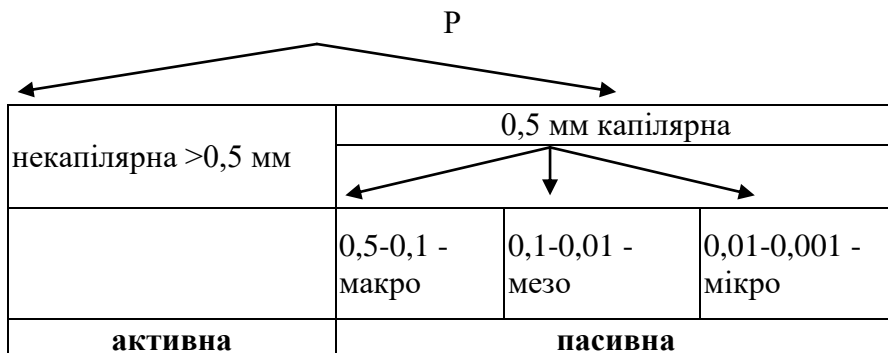 Р
некапілярна >0,5 мм
0,5 мм капілярна
0,5-0,1 -
макро
0,1-0,01 -
мезо
0,01-0,001 -
мікро
активна
пасивна